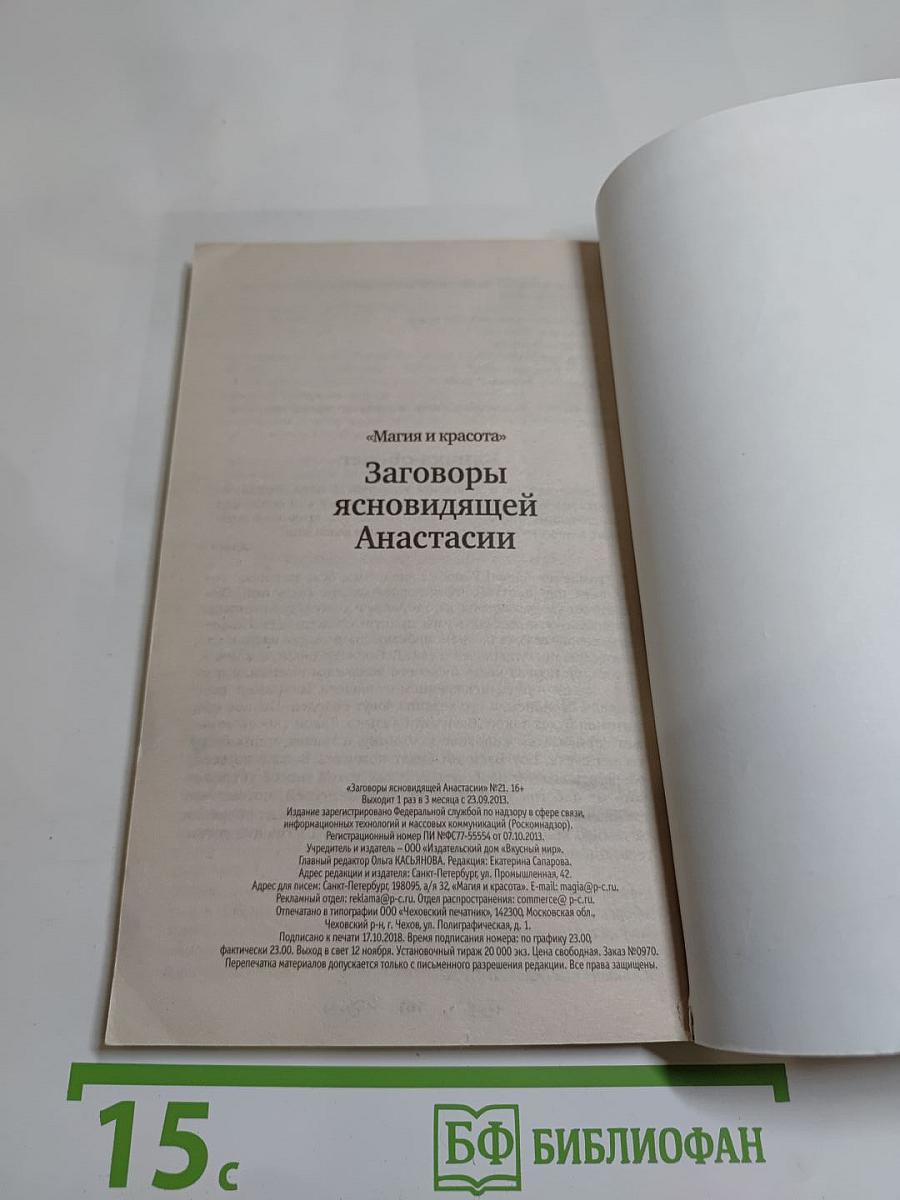 «Магия и красота»
Заговоры
ясновидящей
Анастасии
«Заговоры ясновидящей Анастасии» №21. 16+
Выходит 1 раз в 3 месяца с 23.09.2013.
Издание зарегистрировано Федеральной службой по надзору в сфере связи,
информационных технологий и массовых коммуникаций (Роскомнадзор).
Регистрационный номер ПИ №ФС77-55554 от 07.10.2013.
Учредитель и издатель – ООО «Издательский дом «Вкусный мир».
Главный редактор Ольга КАСЬЯНОВА. Редакция: Екатерина Сапарова.
Адрес редакции и издателя: Санкт-Петербург, ул. Промышленная, 42.
Адрес для писем: Санкт-Петербург, 198095, а/я 32, «Магия и красота». E-mail: magia@p-c.ru.
Рекламный отдел: reklama@p-c.ru. Отдел распространения: commerce@ p-c.ru.
Отпечатано в типографии ООО «Чеховский печатник», 142300, Московская обл.,
Чеховский р-н, г. Чехов, ул. Полиграфическая, д. 1.
Подписано к печати 17.10.2018. Время подписания номера: по графику 23.00,
фактически 23.00. Выход в свет 12 ноября. Установочный тираж 20 000 экз. Цена свободная. Заказ №0970.
Перепечатка материалов допускается только с письменного разрешения редакции. Все права защищены.
15 с
БФ БИБЛИОФАН